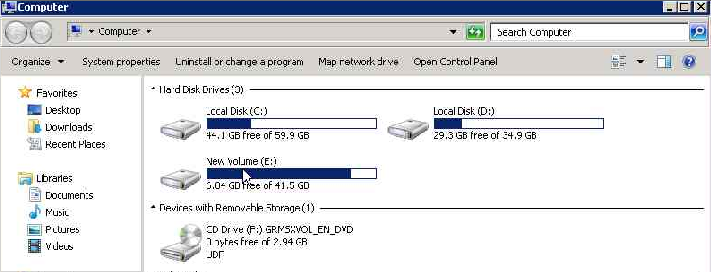 Computer
Computer
Search Computer
Organize
System properties
Uninstall or change a program
Map network drive
Open Control Panel
Favorites
Desktop
Downloads
Recent Places
Libraries
Documents
Music
Pictures
Videos
Hard Disk Drives (3)
Local Disk (C:)
44.1 GB free of 59.9 GB
Local Disk (D:)
29.3 GB free of 34.9 GB
New Volume (E:)
GB free of 41.5 GB
Devices with Removable Storage (1)
CD Drive (F:) GRMSXVOL_EN_DVD
0 bytes free of 2.94 GB
UDF